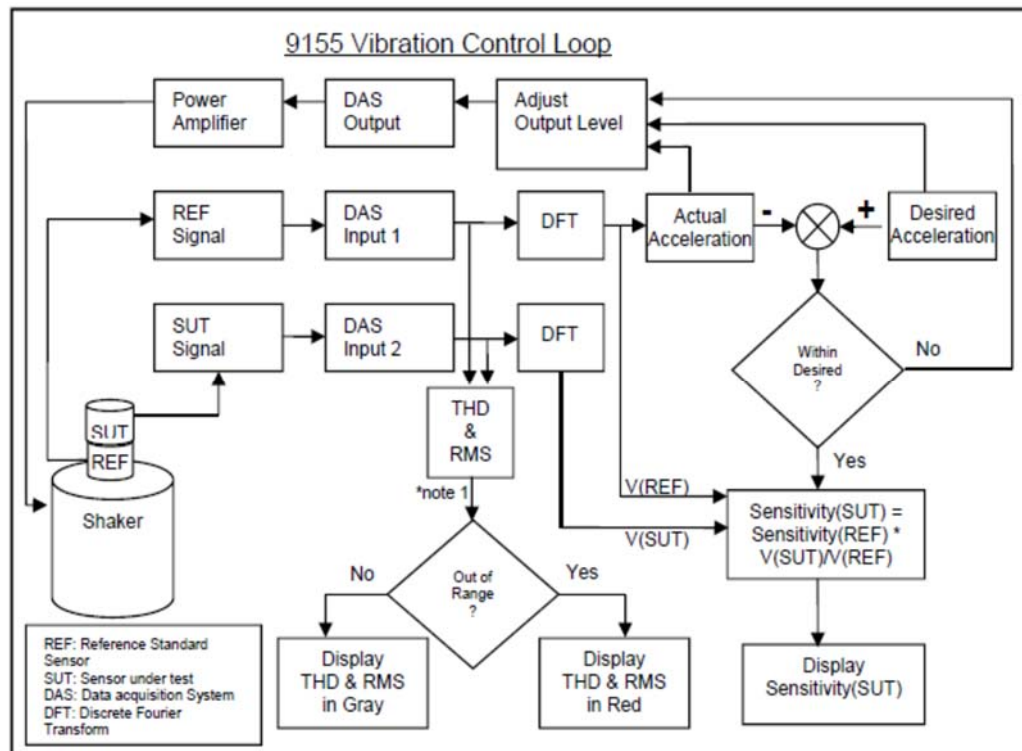 9155 Vibration Control Loop
Power
Amplifier
DAS
Output
Adjust
Output Level
REF
Signal
DAS
Input 1
DFT
Actual
Acceleration
-
+
Desired
Acceleration
SUT
Signal
DAS
Input 2
DFT
Within
Desired
?
No
Yes
SUT
REF
Shaker
THD
&
RMS
*note 1
V(REF)
V(SUT)
Sensitivity(SUT) =
Sensitivity(REF) *
V(SUT)/V(REF)
No
Out of
Range
?
Yes
Display
THD & RMS
in Gray
Display
THD & RMS
in Red
Display
Sensitivity(SUT)
REF: Reference Standard
Sensor
SUT: Sensor under test
DAS: Data acquisition System
DFT: Discrete Fourier
Transform